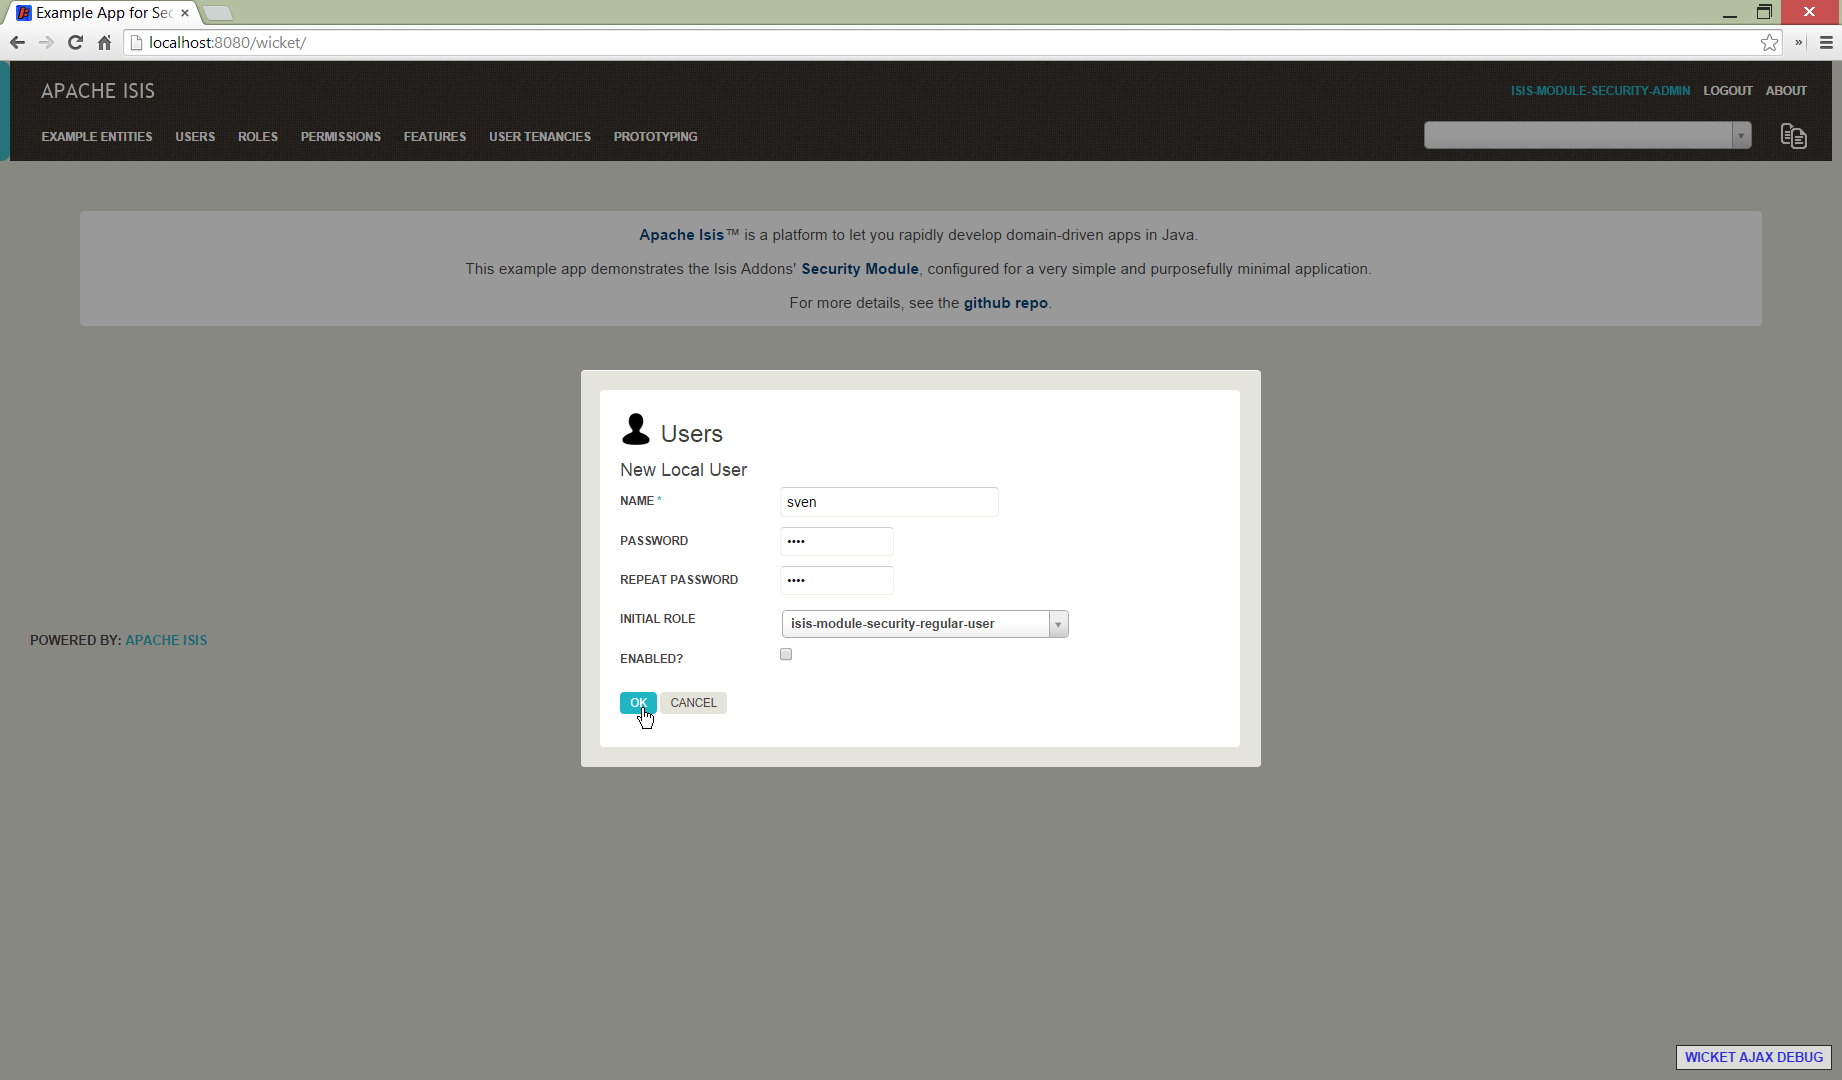 Example App for Sec
localhost:8080/wicket/
APACHE ISIS
ISIS-MODULE-SECURITY-ADMIN LOGOUT ABOUT
EXAMPLE ENTITIES USERS ROLES PERMISSIONS FEATURES USER TENANCIES PROTOTYPING
Apache Isis™ is a platform to let you rapidly develop domain-driven apps in Java.
This example app demonstrates the Isis Addons' Security Module, configured for a very simple and purposefully minimal application.
For more details, see the github repo.
Users
New Local User
NAME * sven
PASSWORD ••••
REPEAT PASSWORD ••••
INITIAL ROLE isis-module-security-regular-user
ENABLED?
OK CANCEL
POWERED BY: APACHE ISIS
WICKET AJAX DEBUG